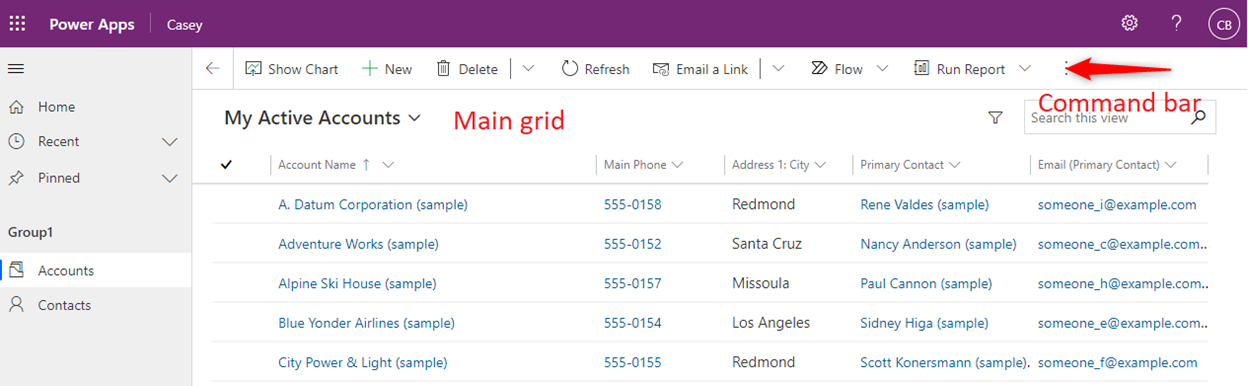 Power Apps Casey ? CB
Show Chart New Delete Refresh Email a Link Flow Run Report
Home
Recent
Pinned
Group1
Accounts
Contacts
My Active Accounts Main grid Command bar
Search this view
Account Name ↑ Main Phone Address 1: City Primary Contact Email (Primary Contact)
A. Datum Corporation (sample) 555-0158 Redmond Rene Valdes (sample) someone_i@example.com
Adventure Works (sample) 555-0152 Santa Cruz Nancy Anderson (sample) someone_c@example.com..
Alpine Ski House (sample) 555-0157 Missoula Paul Cannon (sample) someone_h@example.com..
Blue Yonder Airlines (sample) 555-0154 Los Angeles Sidney Higa (sample) someone_e@example.com..
City Power & Light (sample) 555-0155 Redmond Scott Konersmann (sample). someone_f@example.com